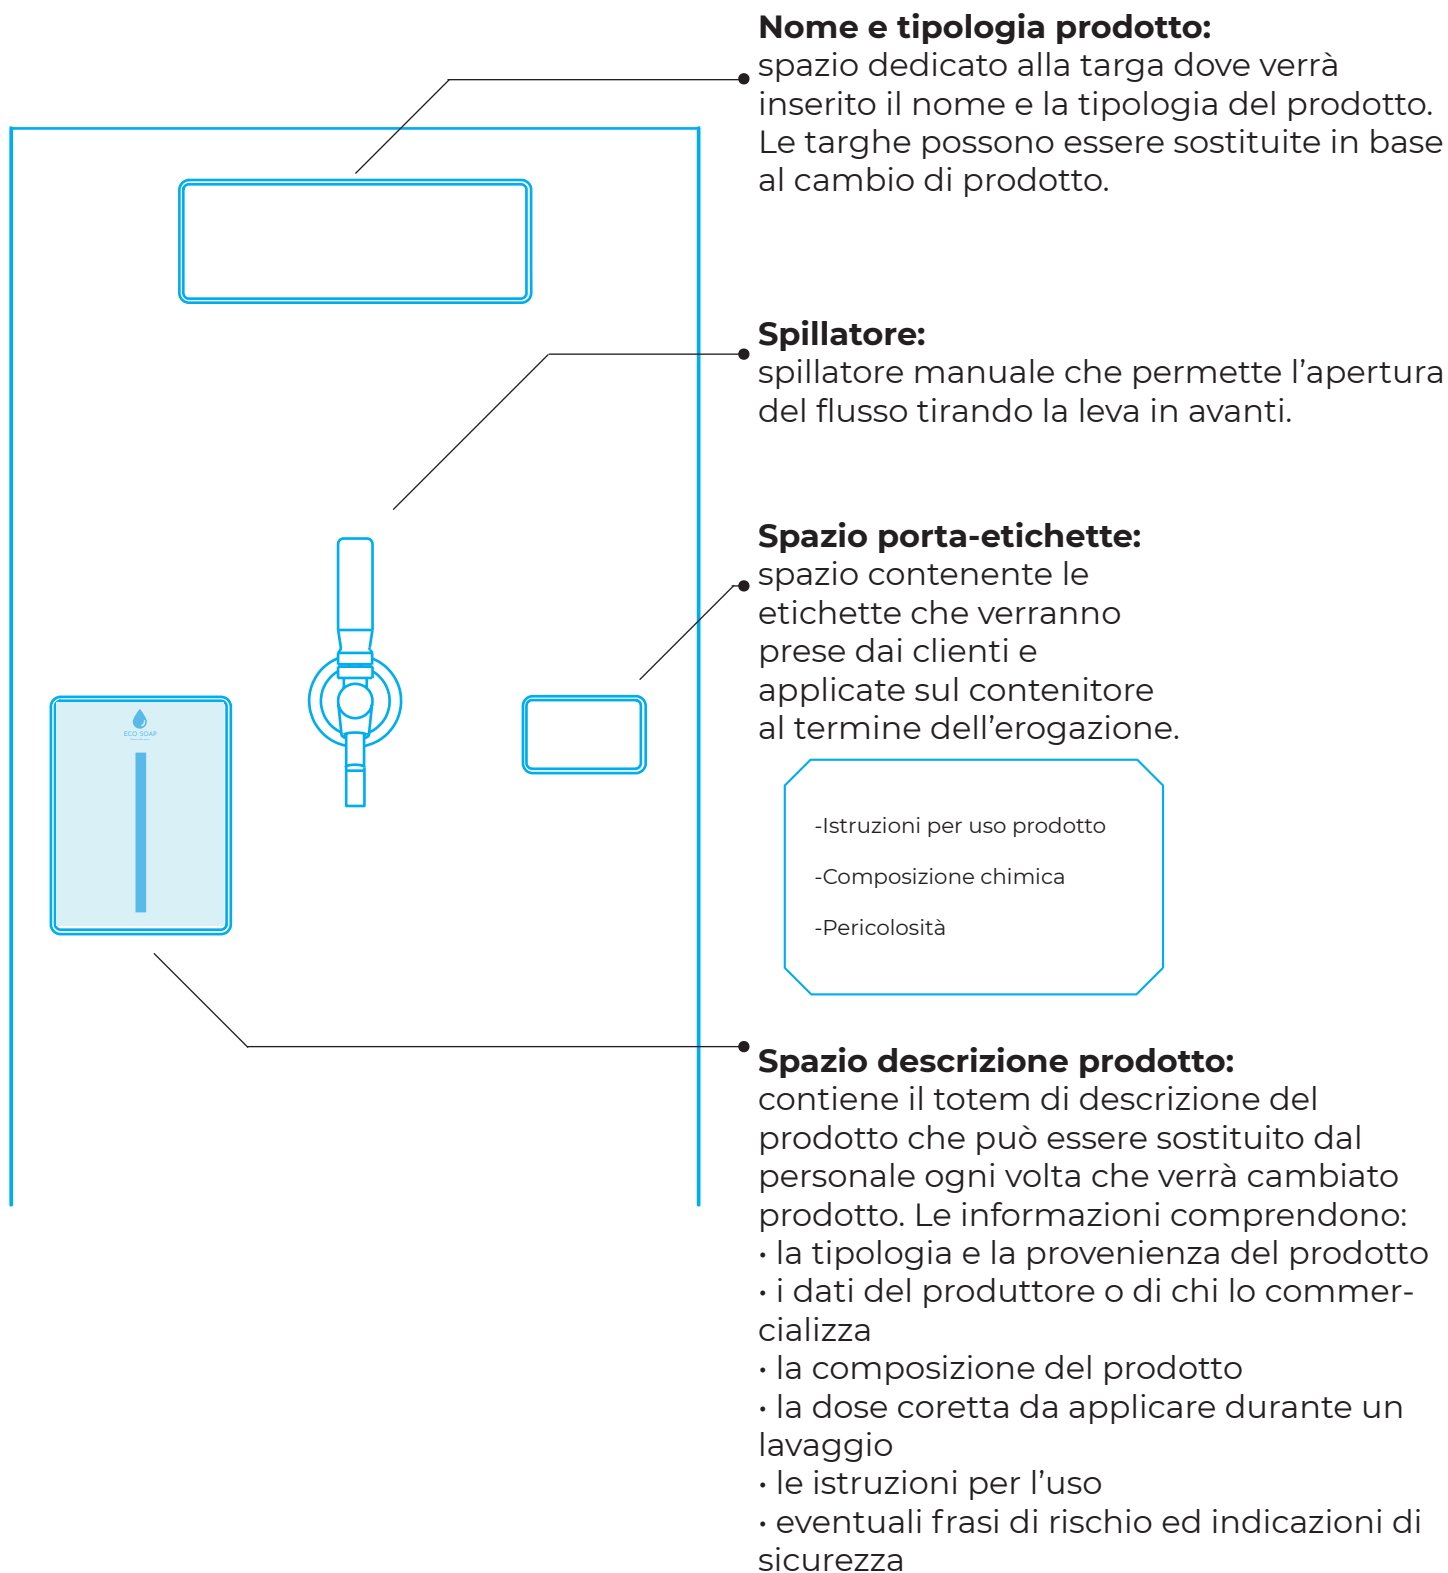 Nome e tipologia prodotto:
spazio dedicato alla targa dove verrà
inserito il nome e la tipologia del prodotto.
Le targhe possono essere sostituite in base
al cambio di prodotto.
Spillatore:
spillatore manuale che permette l’apertura
del flusso tirando la leva in avanti.
Spazio porta-etichette:
spazio contenente le
etichette che verranno
prese dai clienti e
applicate sul contenitore
al termine dell’erogazione.
ECO SOAP
-Istruzioni per uso prodotto
-Composizione chimica
-Pericolosità
Spazio descrizione prodotto:
contiene il totem di descrizione del
prodotto che può essere sostituito dal
personale ogni volta che verrà cambiato
prodotto. Le informazioni comprendono:
• la tipologia e la provenienza del prodotto
• i dati del produttore o di chi lo commer-
cializza
• la composizione del prodotto
• la dose coretta da applicare durante un
lavaggio
• le istruzioni per l’uso
• eventuali frasi di rischio ed indicazioni di
sicurezza